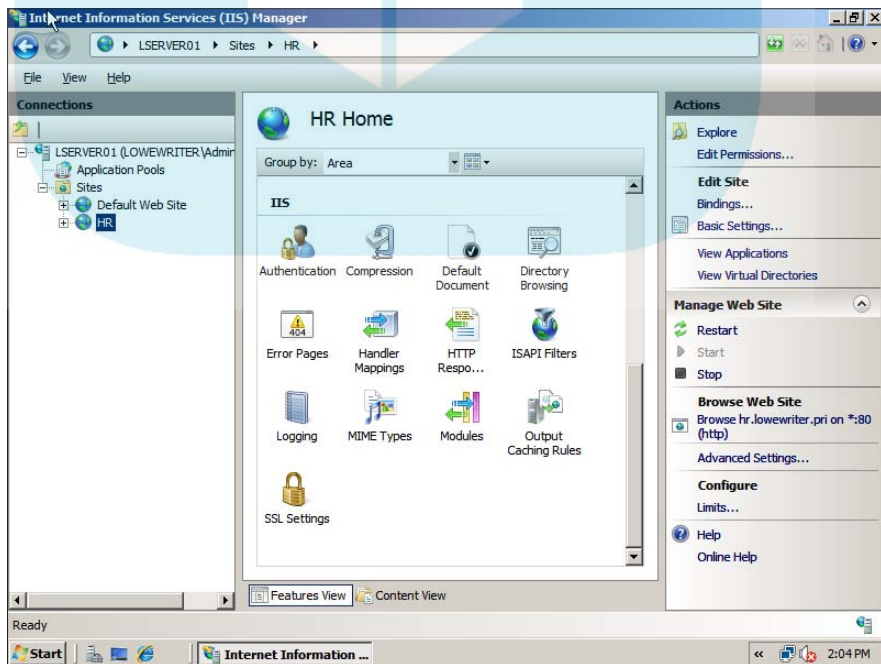 Internet Information Services (IIS) Manager
LSERVER01 Sites HR
File View Help
Connections
LSERVER01 (LOWEWRITER\Admin
Application Pools
Sites
Default Web Site
HR
HR Home
Group by: Area
IIS
Authentication Compression Default Document Directory Browsing
Error Pages Handler Mappings HTTP Respo... ISAPI Filters
404
Logging MIME Types Modules Output Caching Rules
SSL Settings
Features View Content View
Actions
Explore
Edit Permissions...
Edit Site
Bindings...
Basic Settings...
View Applications
View Virtual Directories
Manage Web Site
Restart
Start
Stop
Browse Web Site
Browse hr.lowewriter.pri on *:80
(http)
Advanced Settings...
Configure
Limits...
Help
Online Help
Ready
Start Internet Information ... « 2:04 PM